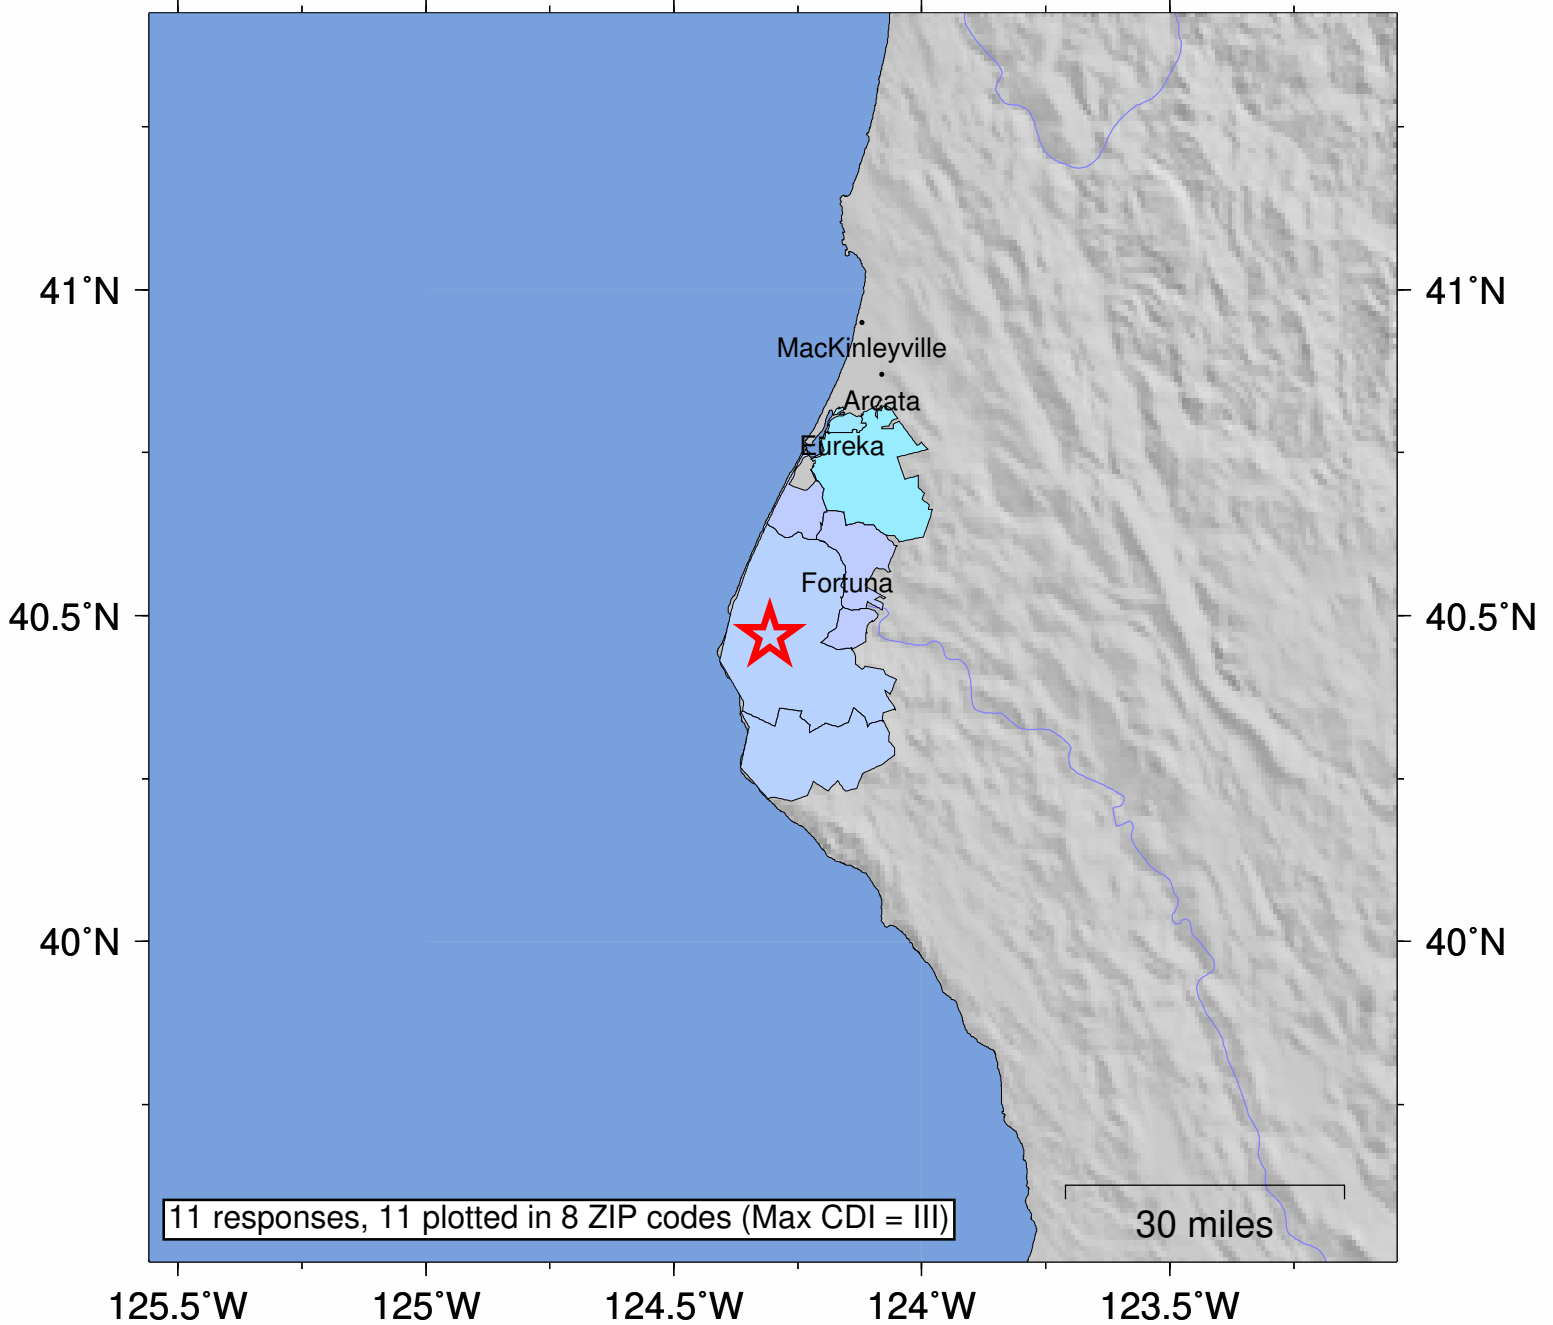 41˚N
41˚N
MacKinleyville
Arcata
Eureka
Fortuna
40.5˚N
40.5˚N
40˚N
40˚N
11 responses, 11 plotted in 8 ZIP codes (Max CDI = III)
30 miles
125.5˚W
125˚W
124.5˚W
124˚W
123.5˚W